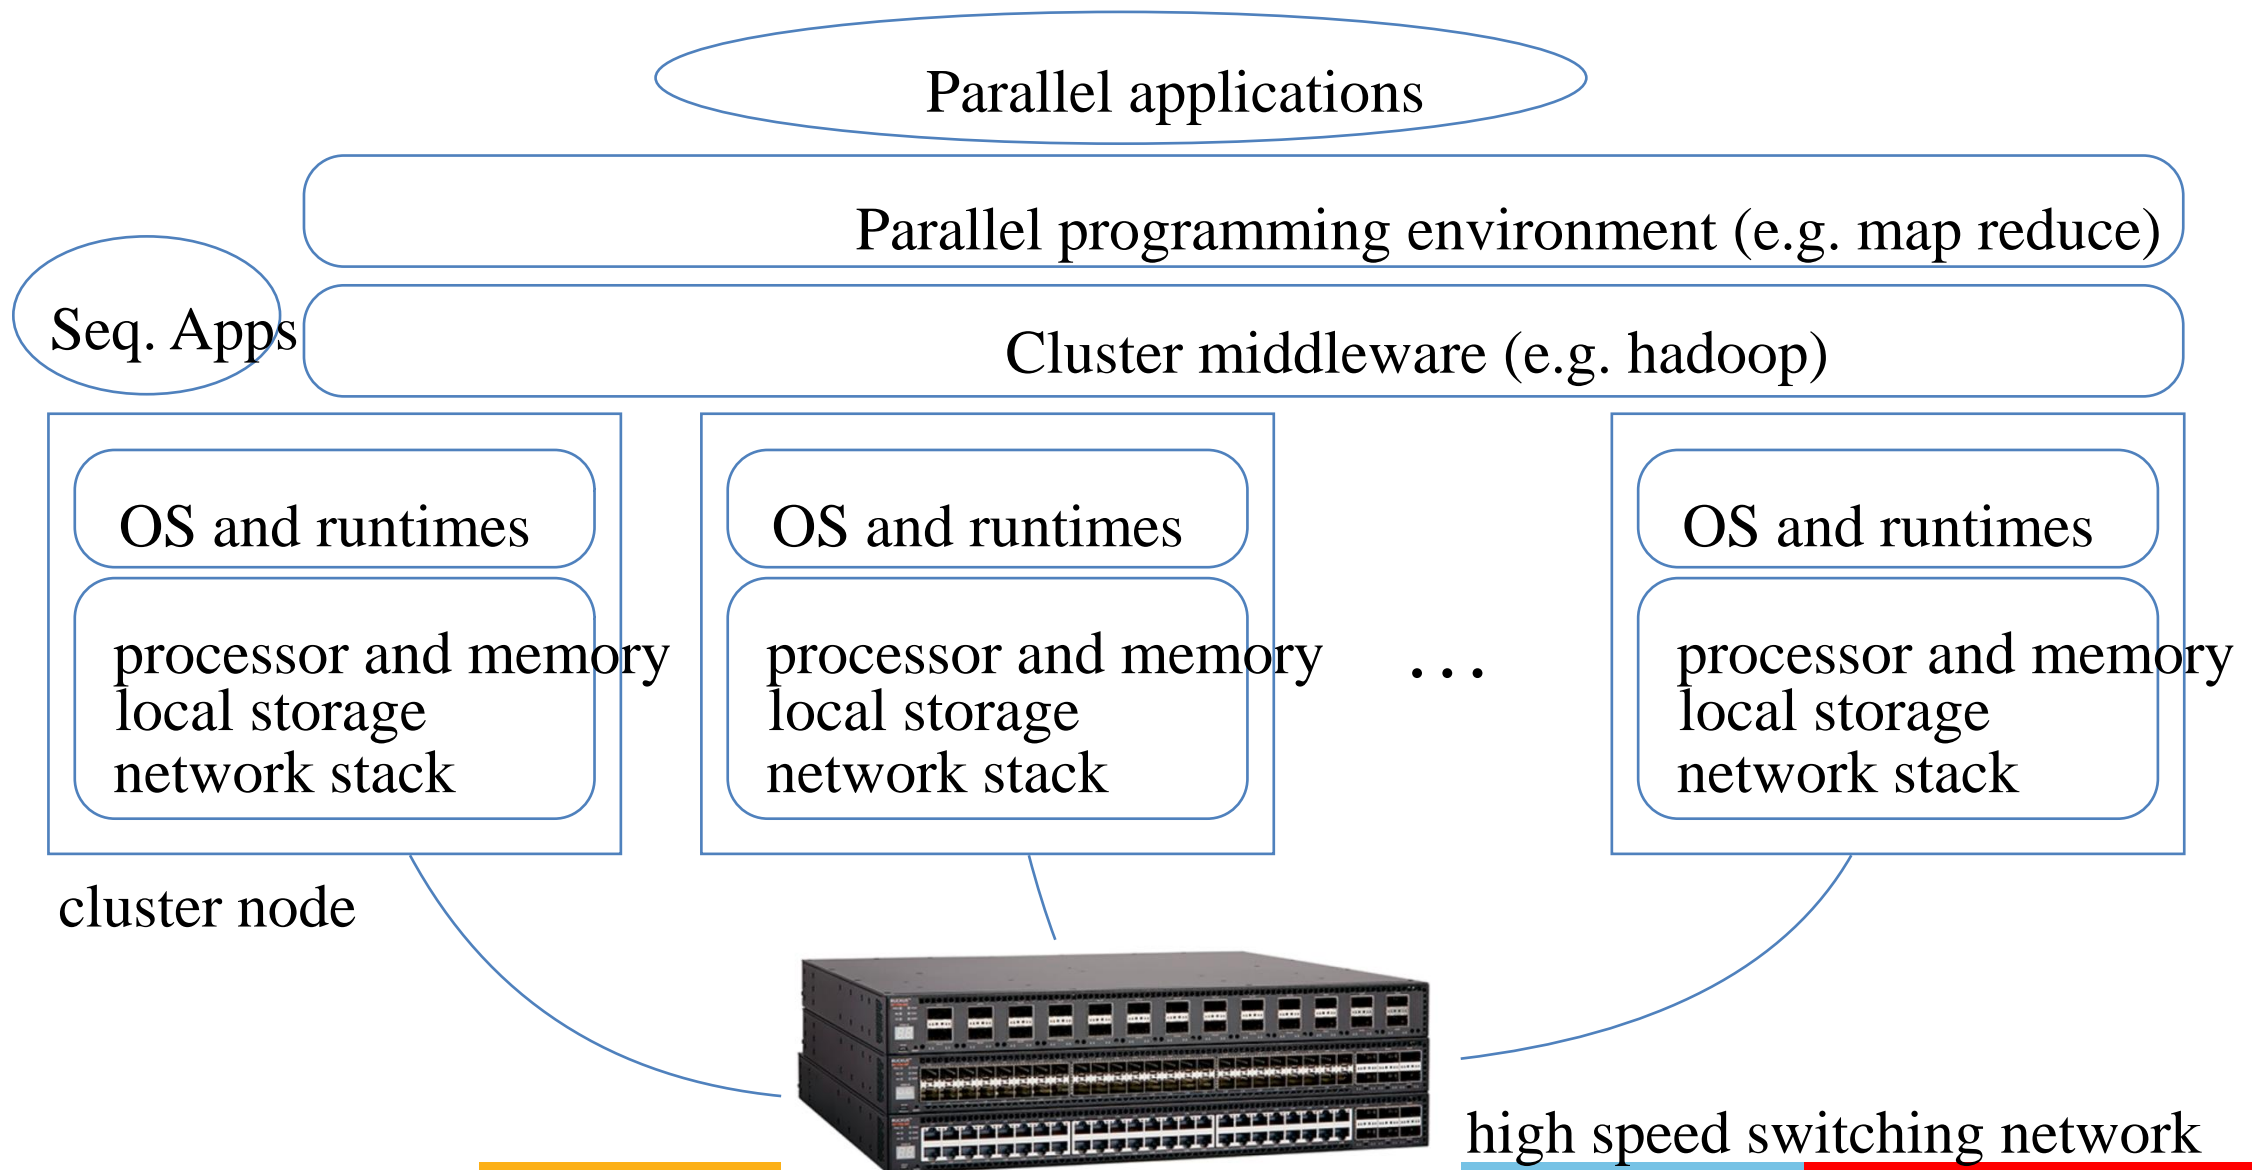 Parallel applications
Parallel programming environment (e.g. map reduce)
Seq. Apps
Cluster middleware (e.g. hadoop)
OS and runtimes
processor and memory
local storage
network stack
OS and runtimes
processor and memory
local storage
network stack
...
OS and runtimes
processor and memory
local storage
network stack
cluster node
high speed switching network